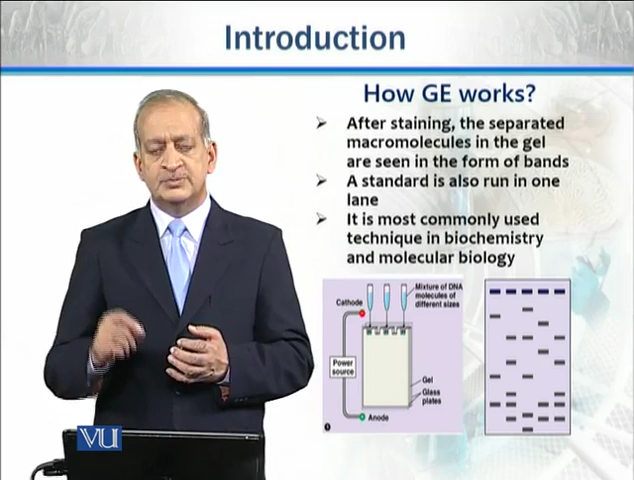 Introduction
How GE works?
After staining, the separated
macromolecules in the gel
are seen in the form of bands
A standard is also run in one
lane
It is most commonly used
technique in biochemistry
and molecular biology
Mixture of DNA
molecules of
different sizes
Cathode
Power
source
Gel
Glass
plates
Anode
VU